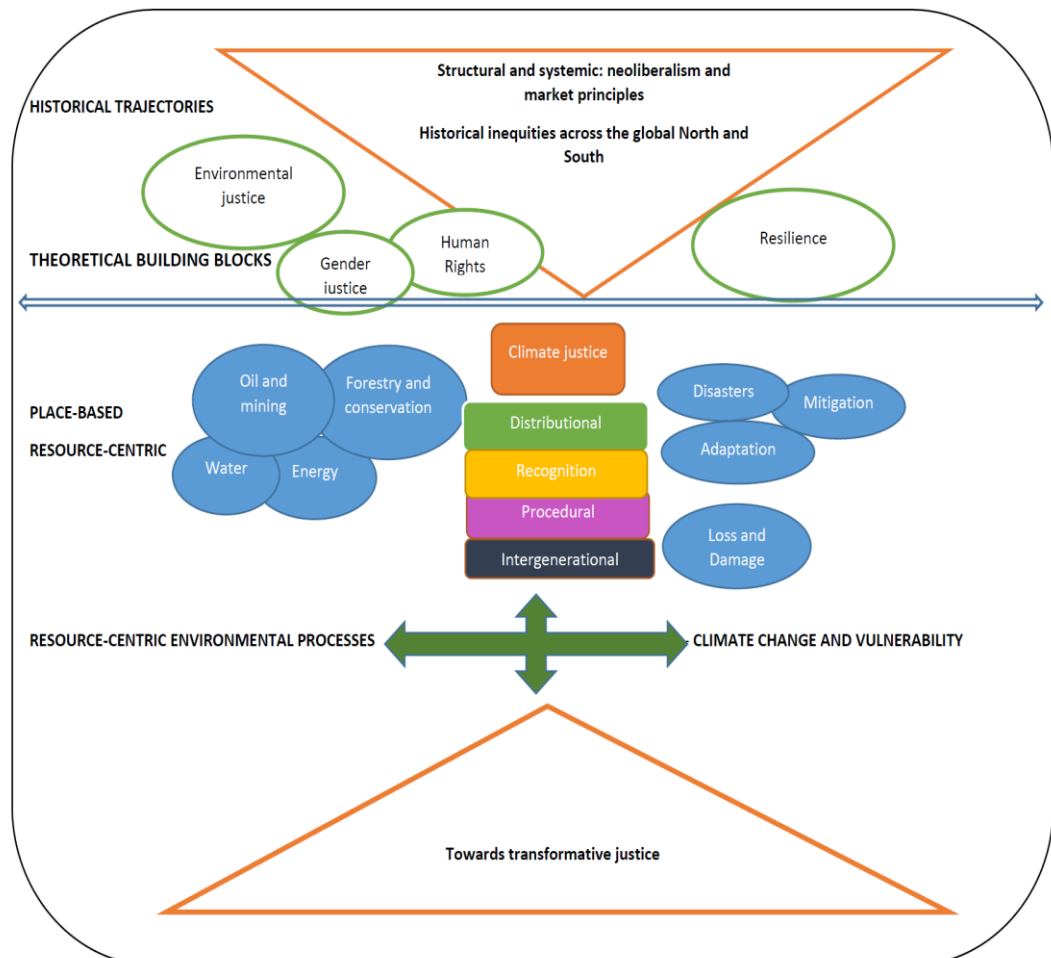 Structural and systemic: neoliberalism and
market principles
HISTORICAL TRAJECTORIES
Historical inequities across the global North and
South
Environmental
justice
Human
Rights
Resilience
THEORETICAL BUILDING BLOCKS
Gender
iustice
Climate justice
Oil and
mining
Forestry and
conservation
Disasters
Mitigation
PLACE-BASED
Distributional
RESOURCE-CENTRIC
Adaptation
Water
Energy
Recognition
Procedural
Loss and
Damage
Intergenerational
RESOURCE-CENTRIC ENVIRONMENTAL PROCESSES
CLIMATE CHANGE AND VULNERABILITY
Towards transformative justice